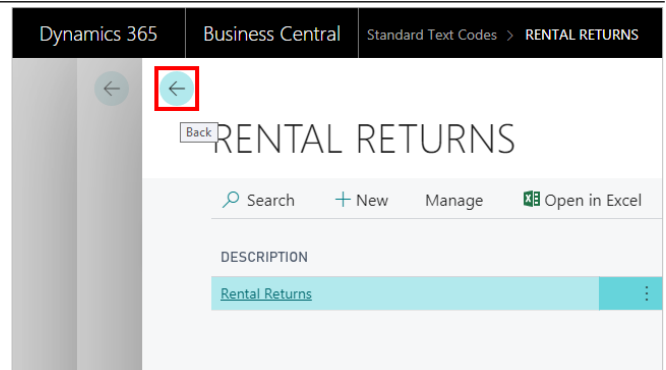 Dynamics 365 Business Central Standard Text Codes > RENTAL RETURNS
Back
RENTAL RETURNS
Search + New Manage Open in Excel
DESCRIPTION
Rental Returns